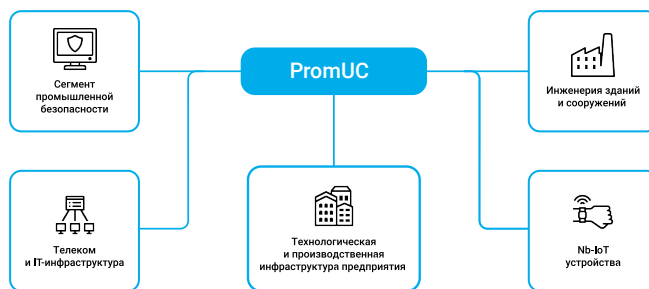 PromUC
Сегмент
промышленной
безопасности
Инженерия зданий
и сооружений
Телеком
и IT-инфраструктура
Технологическая
и производственная
инфраструктура предприятия
Nb-IoT
устройства